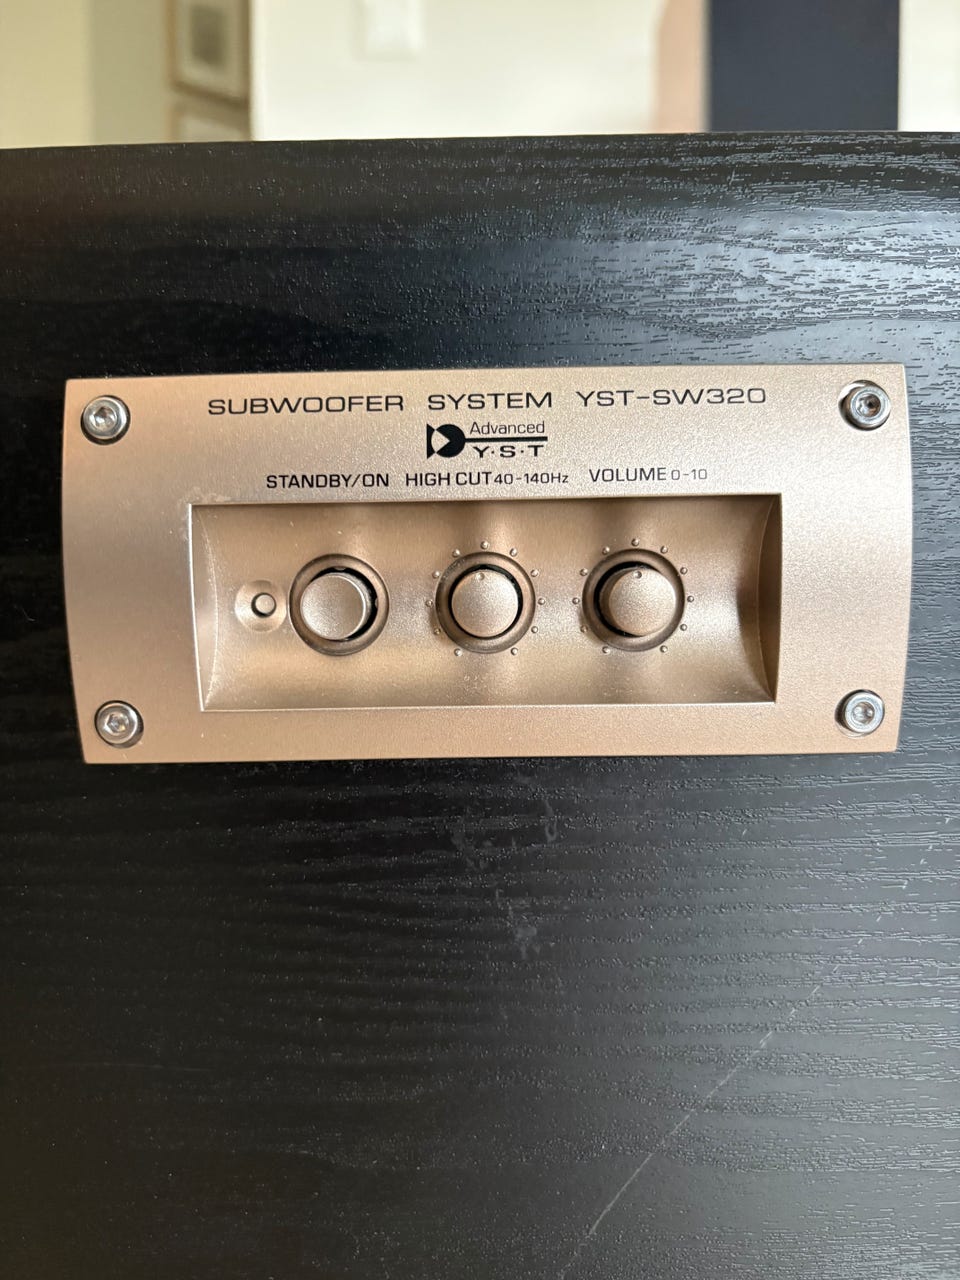 SUBWOOFER SYSTEM YST-SW320
Advanced
Y·S·T
STANDBY/ON HIGH CUT 40-140Hz VOLUME 0-10